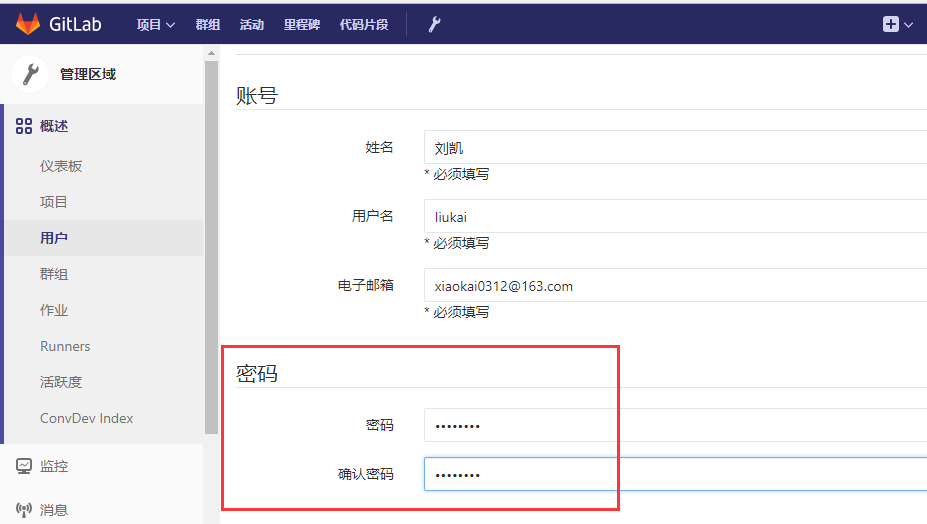 GitLab 项目 群组 活动 里程碑 代码片段
管理区域
概述
仪表板
项目
用户
群组
作业
Runners
活跃度
ConvDev Index
监控
消息
账号
姓名 刘凯
* 必须填写
用户名 liukai
* 必须填写
电子邮箱 xiaokai0312@163.com
* 必须填写
密码
密码 ••••••••
确认密码 ••••••••